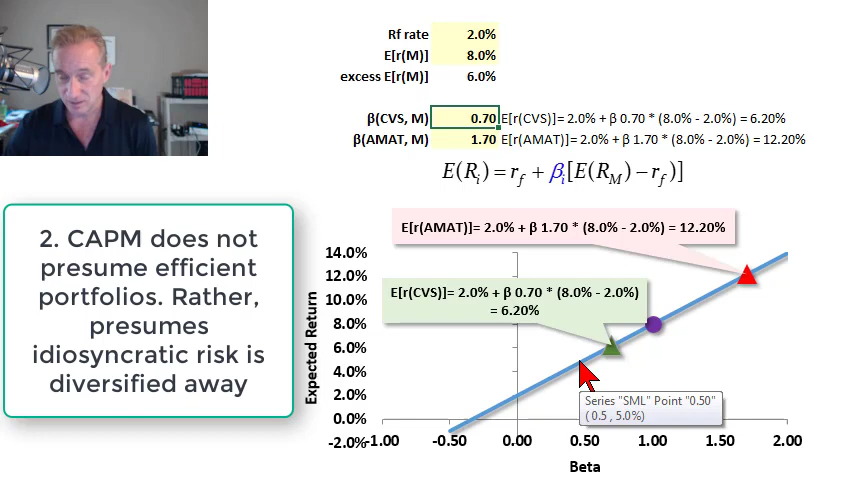 Rf rate 2.0%
E[r(M)] 8.0%
excess E[r(M)] 6.0%
β(CVS, M) 0.70 E[r(CVS]= 2.0% + β 0.70 * (8.0% - 2.0%) = 6.20%
β(AMAT, M) 1.70 E[r(AMAT)]= 2.0% + β 1.70 * (8.0% - 2.0%) = 12.20%
E(Ri) = rf + βi[E(RM) − rf)]
2. CAPM does not
presume efficient
portfolios. Rather,
presumes
idiosyncratic risk is
diversified away
E[r(AMAT)]= 2.0% + β 1.70 * (8.0% - 2.0%) = 12.20%
E[r(CVS]= 2.0% + β 0.70 * (8.0% - 2.0%)
= 6.20%
Expected Return
14.0%
12.0%
10.0%
8.0%
6.0%
4.0%
2.0%
0.0%
-2.0%
-1.00 -0.50 0.00 0.50 1.00 1.50 2.00
Series "SML" Point "0.50"
( 0.5 , 5.0%)
Beta